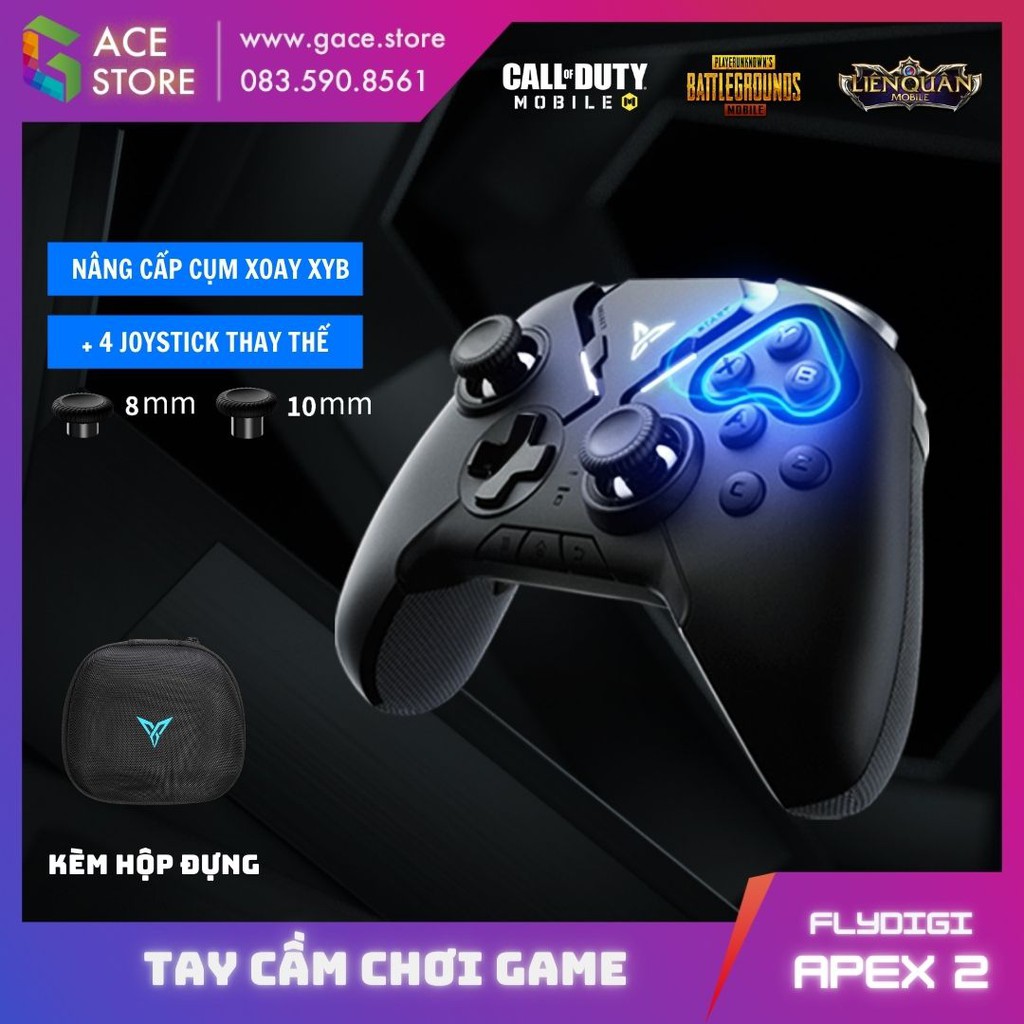 ACE
STORE
www.gace.store
083.590.8561
CALL OF DUTY
MOBILE
PLAYERUNKNOWN'S
BATTLEGROUNDS
MOBILE
LIÊN QUÂN
MOBILE
NÂNG CẤP CỤM XOAY XYB
+ 4 JOYSTICK THAY THẾ
8mm
10mm
SELECT
START
Y
X
B
A
Z
C
KÈM HỘP ĐỰNG
TAY CẦM CHƠI GAME
FLYDIGI
APEX 2